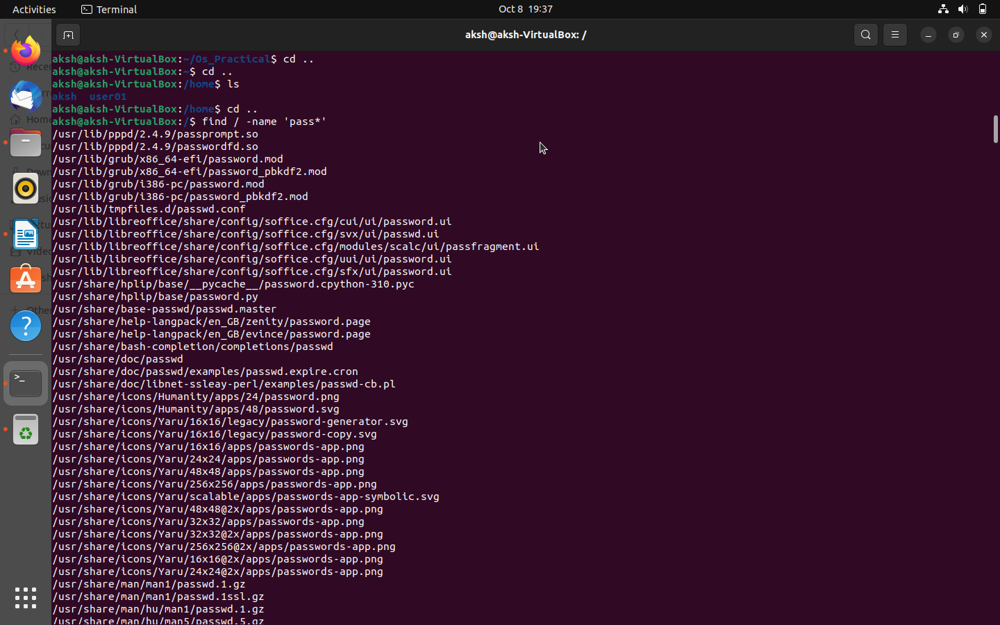 Activities
Terminal
Oct 8 19:37
aksh@aksh-VirtualBox: /
aksh@aksh-VirtualBox:~/Os_Practical$ cd ..
aksh@aksh-VirtualBox:~$ cd ..
aksh@aksh-VirtualBox:/home$ ls
aksh  user01
aksh@aksh-VirtualBox:/home$ cd ..
aksh@aksh-VirtualBox:/$ find / -name 'pass*'
/usr/lib/pppd/2.4.9/passprompt.so
/usr/lib/pppd/2.4.9/passwordfd.so
/usr/lib/grub/x86_64-efi/password.mod
/usr/lib/grub/x86_64-efi/password_pbkdf2.mod
/usr/lib/grub/i386-pc/password.mod
/usr/lib/grub/i386-pc/password_pbkdf2.mod
/usr/lib/tmpfiles.d/passwd.conf
/usr/lib/libreoffice/share/config/soffice.cfg/cui/ui/password.ui
/usr/lib/libreoffice/share/config/soffice.cfg/svx/ui/passwd.ui
/usr/lib/libreoffice/share/config/soffice.cfg/modules/scalc/ui/passfragment.ui
/usr/lib/libreoffice/share/config/soffice.cfg/uui/ui/password.ui
/usr/lib/libreoffice/share/config/soffice.cfg/sfx/ui/password.ui
/usr/share/hplip/base/__pycache__/password.cpython-310.pyc
/usr/share/hplip/base/password.py
/usr/share/base-passwd/passwd.master
/usr/share/help-langpack/en_GB/zenity/password.page
/usr/share/help-langpack/en_GB/evince/password.page
/usr/share/bash-completion/completions/passwd
/usr/share/doc/passwd
/usr/share/doc/passwd/examples/passwd.expire.cron
/usr/share/doc/libnet-ssleay-perl/examples/passwd-cb.pl
/usr/share/icons/Humanity/apps/24/password.png
/usr/share/icons/Humanity/apps/48/password.svg
/usr/share/icons/Yaru/16x16/legacy/password-generator.svg
/usr/share/icons/Yaru/16x16/legacy/password-copy.svg
/usr/share/icons/Yaru/16x16/apps/passwords-app.png
/usr/share/icons/Yaru/24x24/apps/passwords-app.png
/usr/share/icons/Yaru/48x48/apps/passwords-app.png
/usr/share/icons/Yaru/256x256/apps/passwords-app.png
/usr/share/icons/Yaru/scalable/apps/passwords-app-symbolic.svg
/usr/share/icons/Yaru/48x48@2x/apps/passwords-app.png
/usr/share/icons/Yaru/32x32/apps/passwords-app.png
/usr/share/icons/Yaru/32x32@2x/apps/passwords-app.png
/usr/share/icons/Yaru/256x256@2x/apps/passwords-app.png
/usr/share/icons/Yaru/16x16@2x/apps/passwords-app.png
/usr/share/icons/Yaru/24x24@2x/apps/passwords-app.png
/usr/share/man/man1/passwd.1.gz
/usr/share/man/man1/passwd.1ssl.gz
/usr/share/man/hu/man1/passwd.1.gz
/usr/share/man/hu/man5/passwd.5.gz
Home